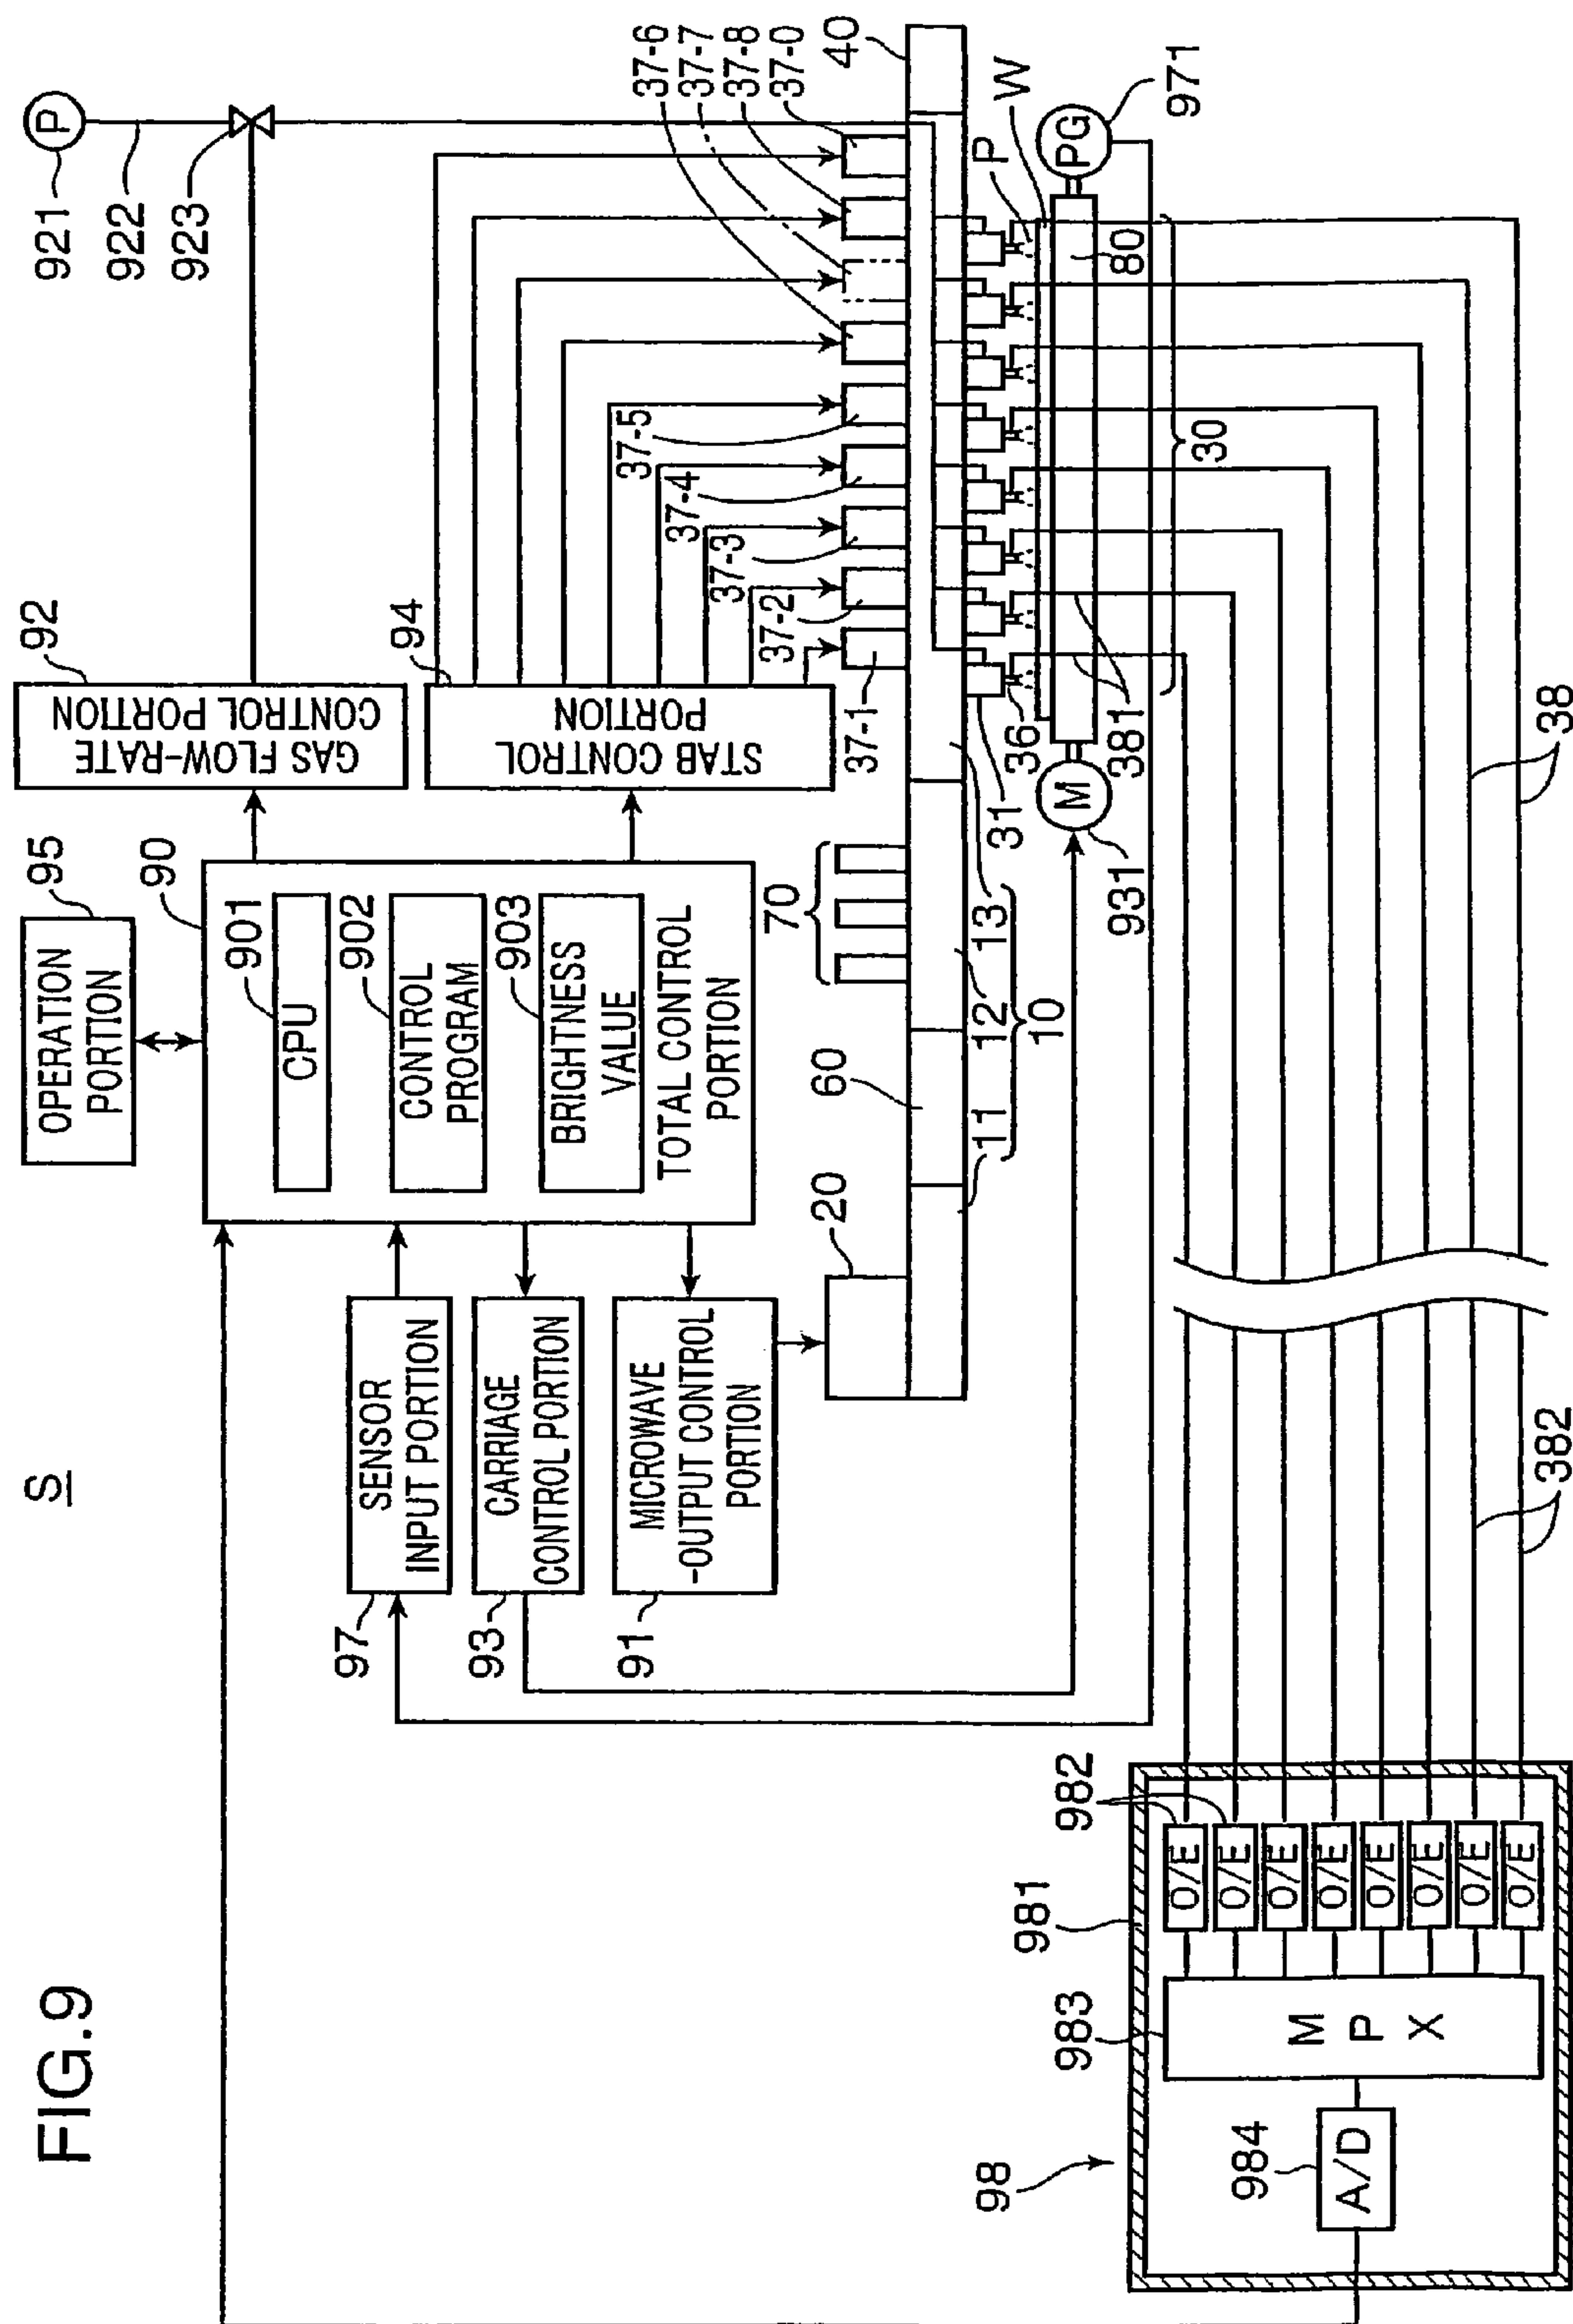 FIG.9
S
OPERATION
PORTION
95
90
901
CPU
902
CONTROL
PROGRAM
903
BRIGHTNESS
VALUE
TOTAL CONTROL
PORTION
92
GAS FLOW-RATE
CONTROL PORTION
94
STAB CONTROL
PORTION
P
921
922
923
97
SENSOR
INPUT PORTION
93
CARRIAGE
CONTROL PORTION
91
MICROWAVE
-OUTPUT CONTROL
PORTION
20
60
70
37-1
37-2
37-3
37-4
37-5
37-6
37-7
37-8
37-0
40
11
12
13
10
31
36
P
W
M
931
381
80
PG
971
30
38
382
98
981
982
983
984
O/E
O/E
O/E
O/E
O/E
O/E
O/E
O/E
M
P
X
A/D